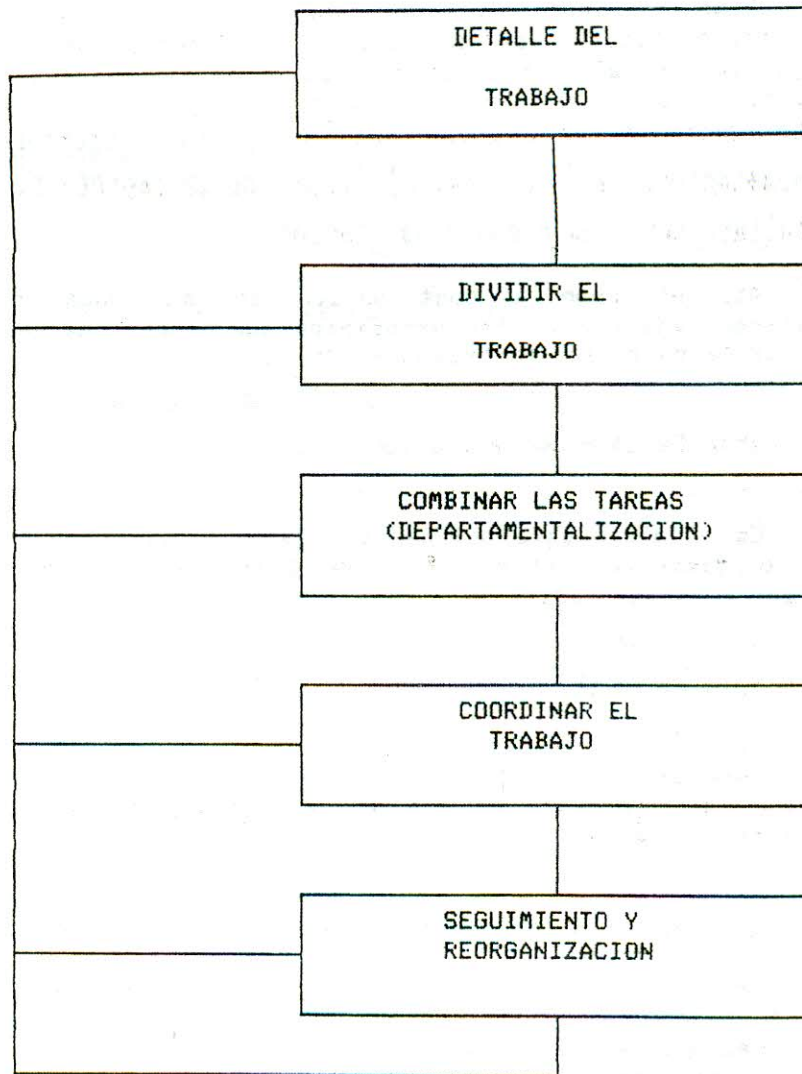 DETALLE DEL
TRABAJO
DIVIDIR EL
TRABAJO
COMBINAR LAS TAREAS
(DEPARTAMENTALIZACION)
COORDINAR EL
TRABAJO
SEGUIMIENTO Y
REORGANIZACION